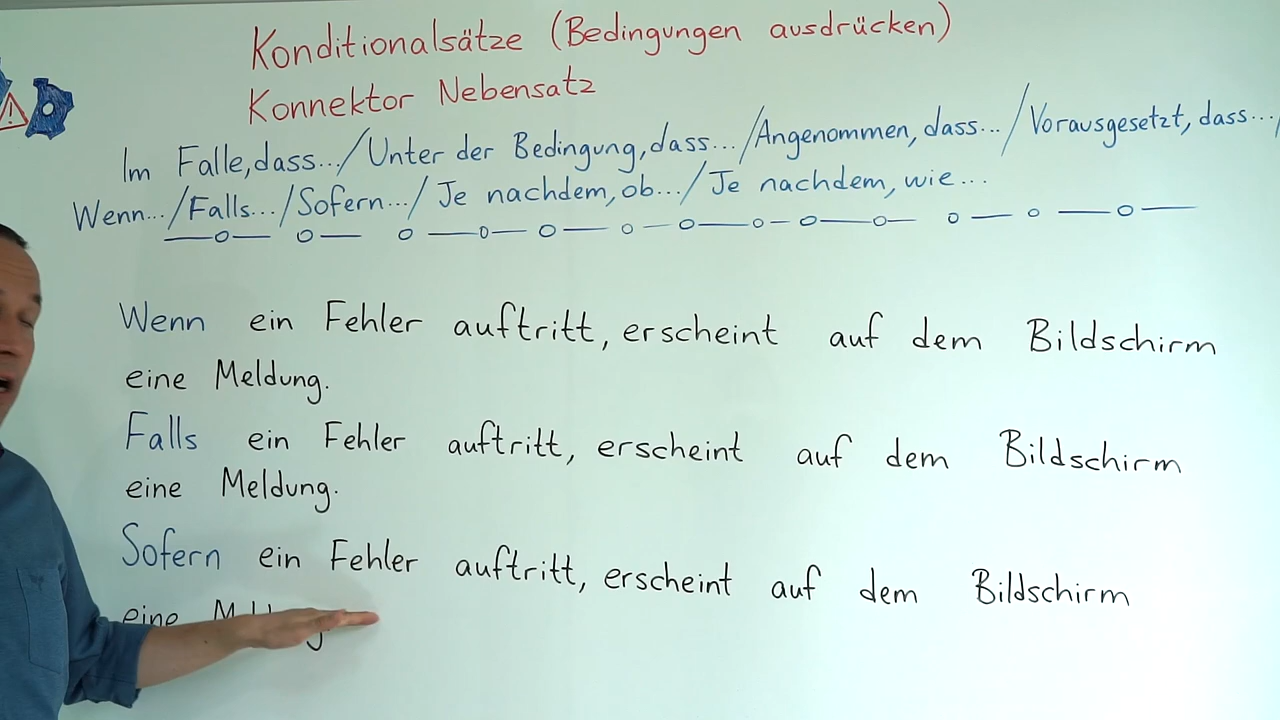 Konditionalsätze (Bedingungen ausdrücken)
Konnektor Nebensatz
Im Falle, dass.../Unter der Bedingung, dass.../Angenommen, dass.../Vorausgesetzt, dass.../
Wenn.../Falls.../Sofern.../Je nachdem, ob.../Je nachdem, wie...
Wenn ein Fehler auftritt, erscheint auf dem Bildschirm
eine Meldung.
Falls ein Fehler auftritt, erscheint auf dem Bildschirm
eine Meldung.
Sofern ein Fehler auftritt, erscheint auf dem Bildschirm
eine